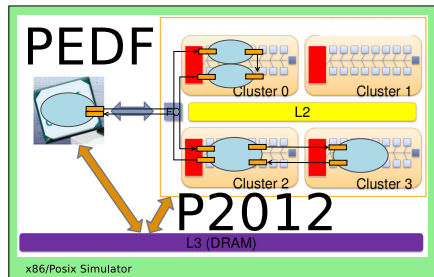 PEDF
Cluster 0
Cluster 1
FC
L2
Cluster 2
Cluster 3
P2012
L3 (DRAM)
x86/Posix Simulator